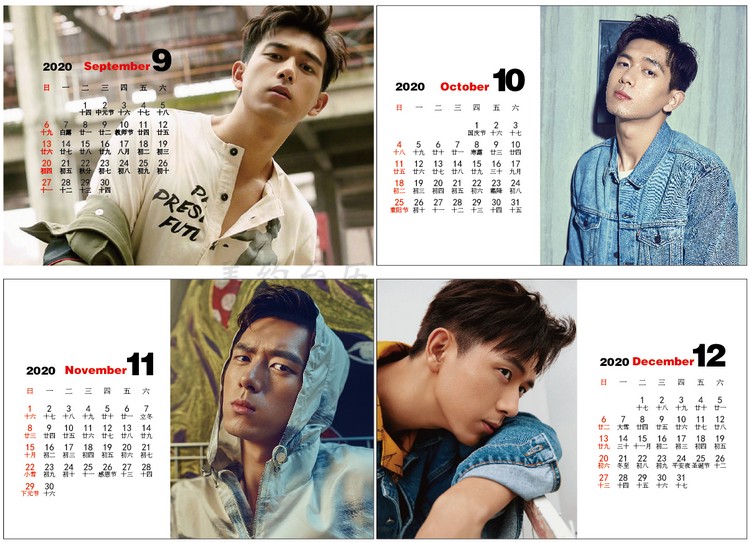 2020 September 9
日 一 二 三 四 五 六
1 2 3 4 5
十四 中元节 十六 十七 十八
6 7 8 9 10 11 12
十九 白露 廿一 廿二 教师节 廿四 廿五
13 14 15 16 17 18 19
廿六 廿七 廿八 廿九 八月 初二 初三
20 21 22 23 24 25 26
初四 初五 秋分 初七 初八 初九 初十
27 28 29 30
十一 十二 十三 十四
PA
PRESE
FUTU
2020 October 10
日 一 二 三 四 五 六
1 2 3
国庆节 十六 十七
4 5 6 7 8 9 10
十八 十九 二十 廿一 寒露 廿三 廿四
11 12 13 14 15 16 17
廿五 廿六 廿七 廿八 廿九 三十 九月
18 19 20 21 22 23 24
初二 初三 初四 初五 初六 霜降 初八
25 26 27 28 29 30 31
重阳节 初十 十一 十二 十三 十四 十五
2020 November 11
日 一 二 三 四 五 六
1 2 3 4 5 6 7
十六 十七 十八 十九 廿十 廿一 立冬
8 9 10 11 12 13 14
廿三 廿四 廿五 廿六 廿七 廿八 廿九
15 16 17 18 19 20 21
十月 初二 初三 初四 初五 初六 初七
22 23 24 25 26 27 28
小雪 初九 初十 十一 感恩节 十三 十四
29 30
下元节 十六
2020 December 12
日 一 二 三 四 五 六
1 2 3 4 5
十七 十八 十九 廿十 廿一
6 7 8 9 10 11 12
廿二 大雪 廿四 廿五 廿六 廿七 廿八
13 14 15 16 17 18 19
廿九 三十 十一月 初二 初三 初四 初五
20 21 22 23 24 25 26
初六 冬至 初八 初九 平安夜 圣诞节 十二
27 28 29 30 31
十三 十四 十五 十六 十七